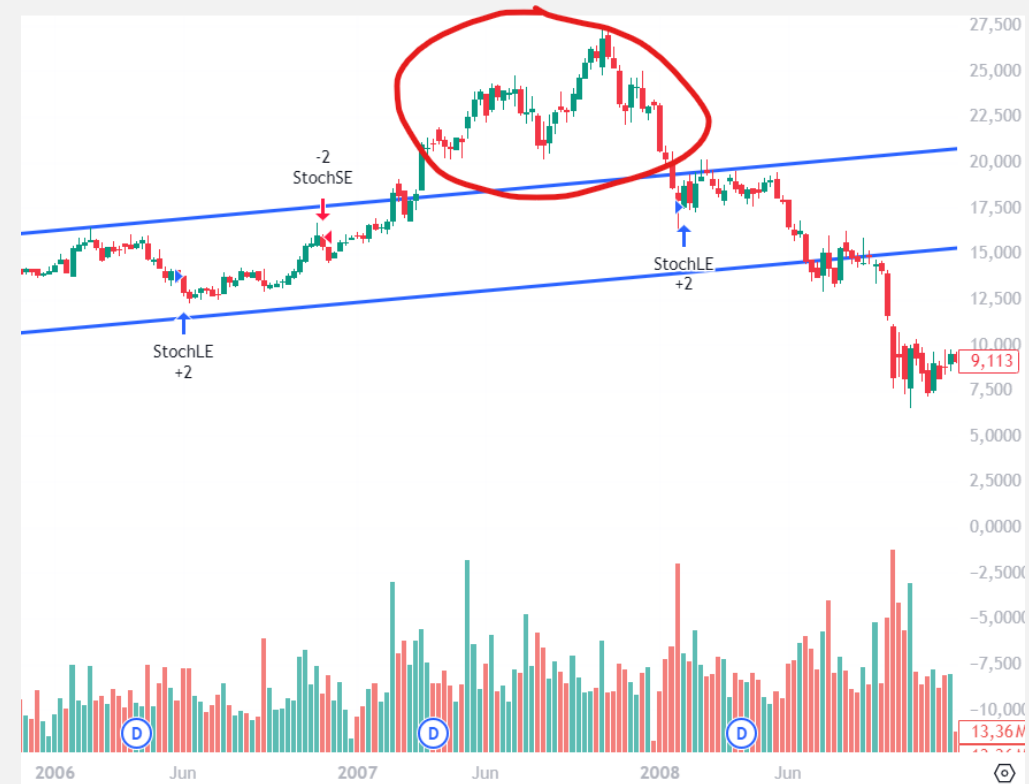 27,500
25,000
22,500
20,000
17,500
15,000
12,500
10,000
9,113
7,500
5,0000
2,5000
0,0000
−2,5000
−5,0000
−7,500
−10,000
13,36M
-2
StochSE
StochLE
+2
StochLE
+2
D
D
D
2006
Jun
2007
Jun
2008
Jun